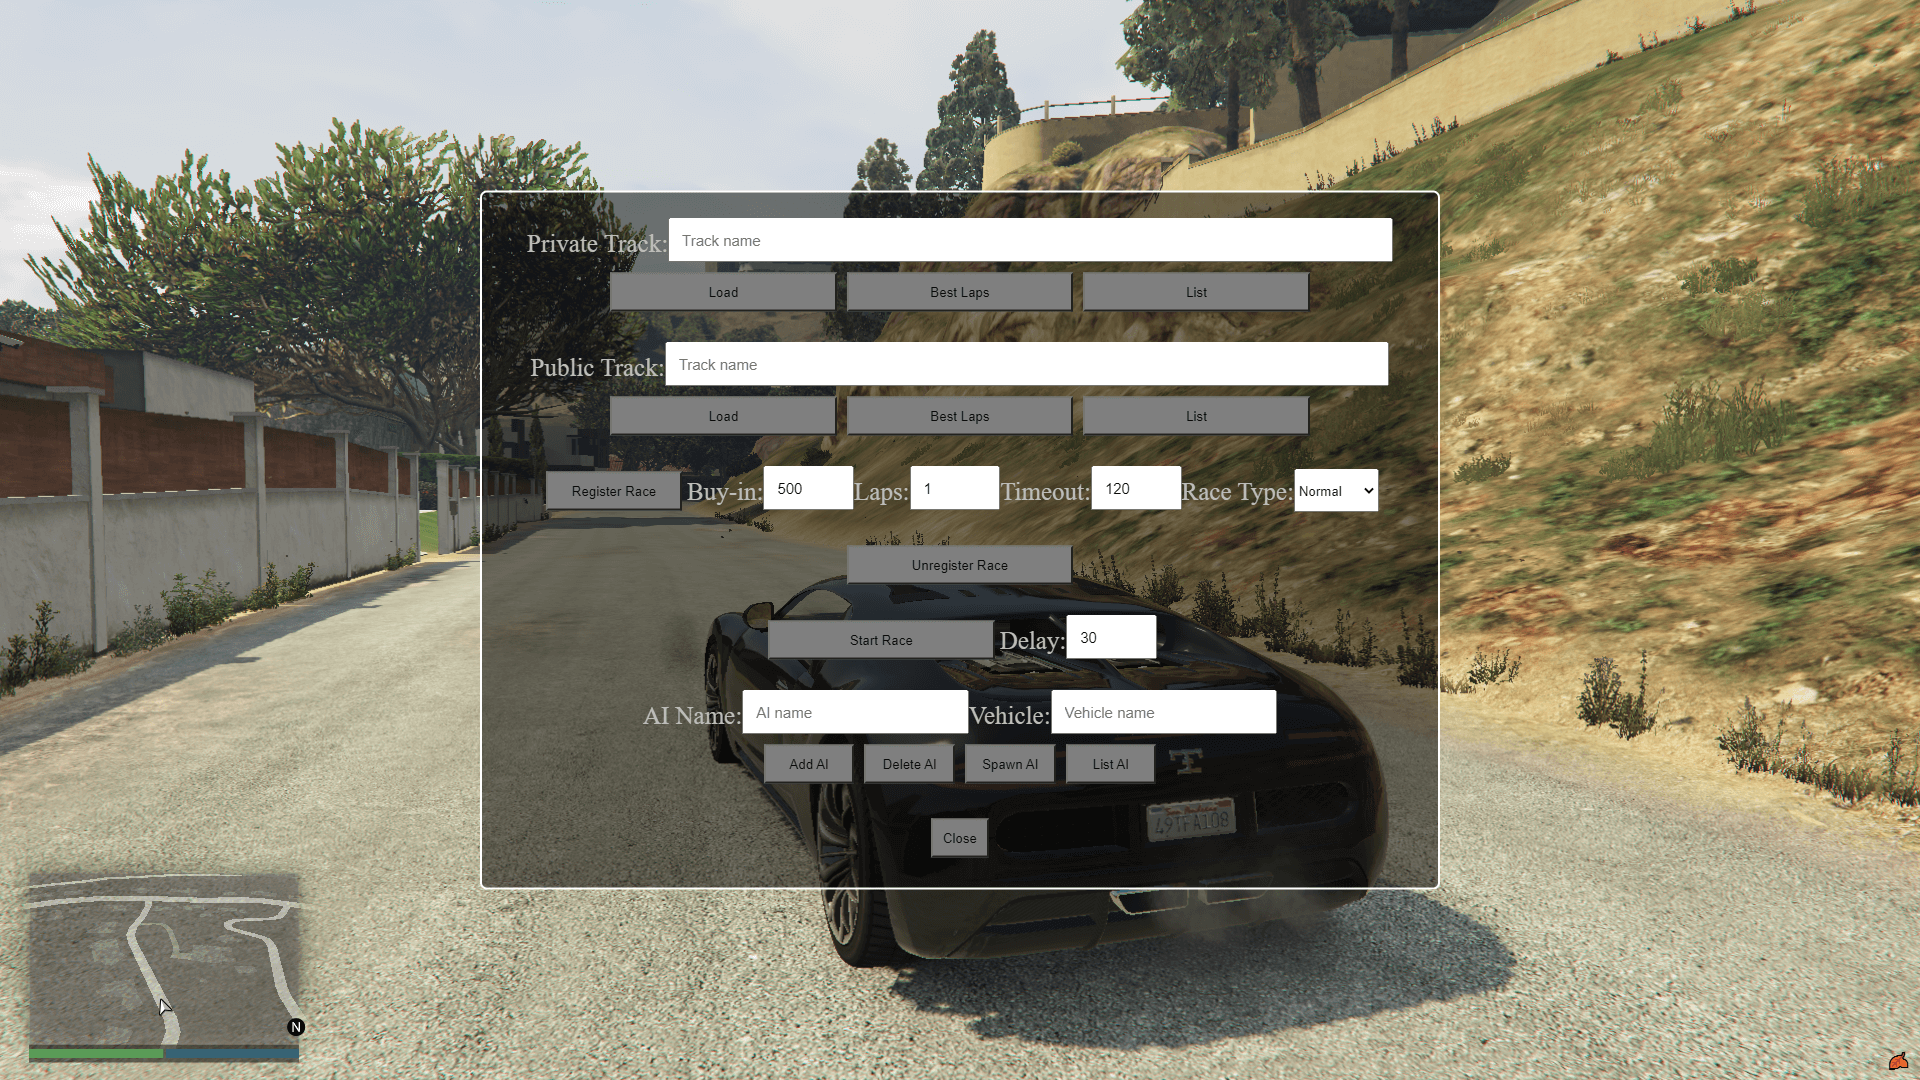 Private Track: Track name
Load Best Laps List
Public Track: Track name
Load Best Laps List
Register Race Buy-in: 500 Laps: 1 Timeout: 120 Race Type: Normal
Unregister Race
Start Race Delay: 30
AI Name: AI name Vehicle: Vehicle name
Add AI Delete AI Spawn AI List AI
49TFA108
Close
N